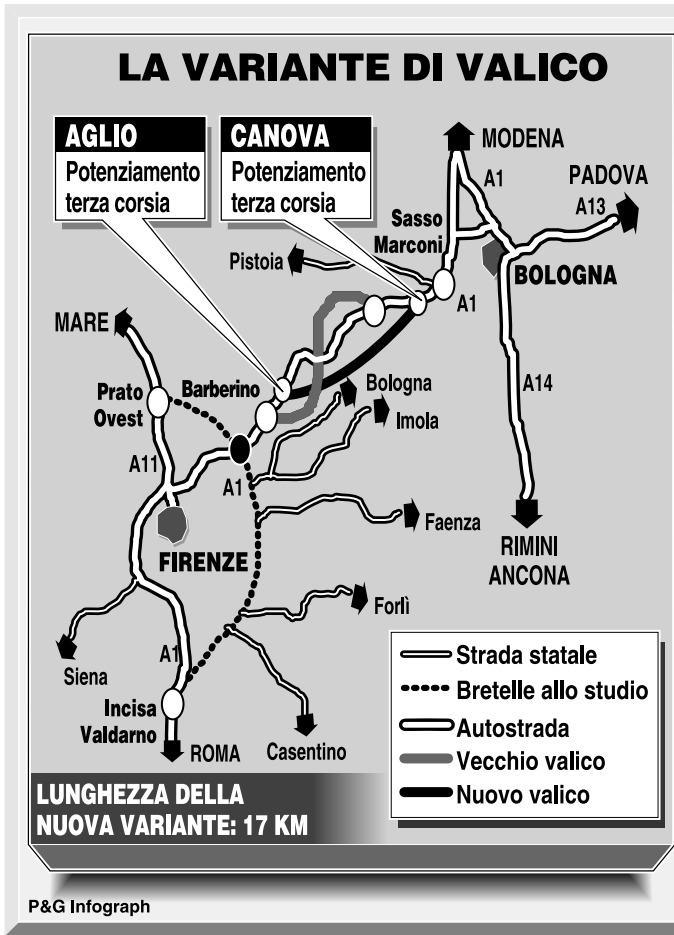 LA VARIANTE DI VALICO
AGLIO
Potenziamento
terza corsia
CANOVA
Potenziamento
terza corsia
MODENA
A1
PADOVA
A13
Sasso
Marconi
Pistoia
BOLOGNA
A1
MARE
Prato
Ovest
Barberino
Bologna
Imola
A14
A11
A1
Faenza
FIRENZE
RIMINI
ANCONA
Forlì
Siena
A1
Incisa
Valdarno
ROMA
Casentino
Strada statale
Bretelle allo studio
Autostrada
Vecchio valico
Nuovo valico
LUNGHEZZA DELLA
NUOVA VARIANTE: 17 KM
P&G Infograph